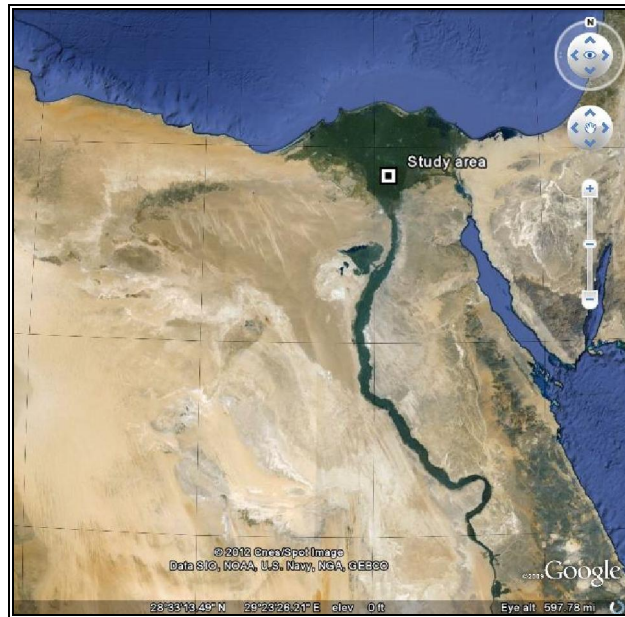 N
Study area
© 2012 Cnes/Spot Image
Data SIO, NOAA, U.S. Navy, NGA, GEBCO
©2009 Google
28°33'13.49" N 29°23'26.21" E elev 0 ft Eye alt 597.78 mi